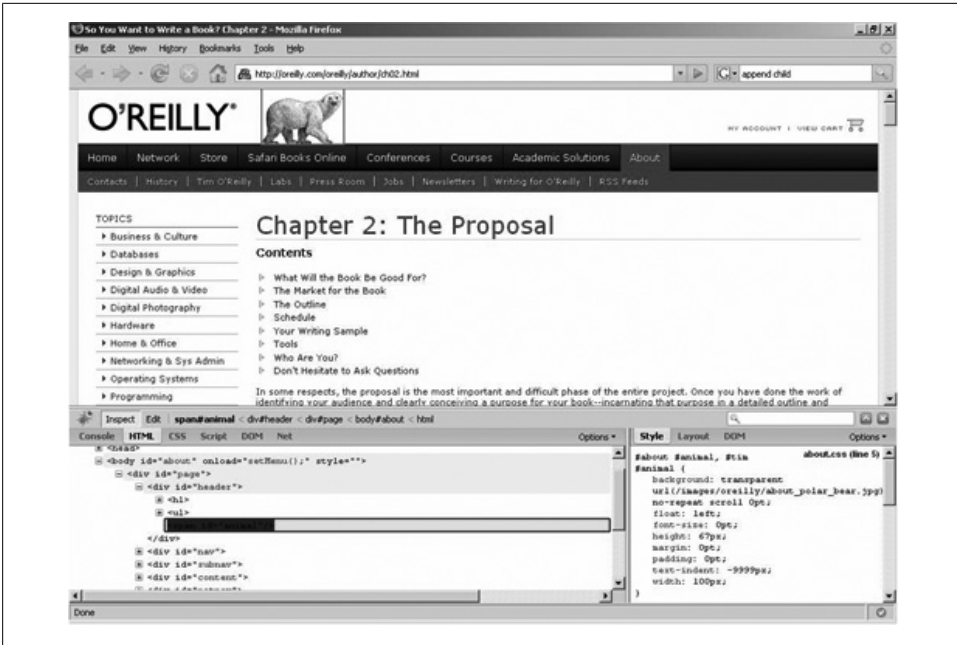 So You Want to Write a Book? Chapter 2 - Mozilla Firefox
File Edit View History Bookmarks Tools Help
http://oreilly.com/oreilly/author/ch02.html
append child
O'REILLY®
MY ACCOUNT | VIEW CART
Home Network Store Safari Books Online Conferences Courses Academic Solutions About
Contacts | History | Tim O'Reilly | Labs | Press Room | Jobs | Newsletters | Writing for O'Reilly | RSS Feeds
TOPICS
Business & Culture
Databases
Design & Graphics
Digital Audio & Video
Digital Photography
Hardware
Home & Office
Networking & Sys Admin
Operating Systems
Programming
Chapter 2: The Proposal
Contents
What Will the Book Be Good For?
The Market for the Book
The Outline
Schedule
Your Writing Sample
Tools
Who Are You?
Don't Hesitate to Ask Questions
In some respects, the proposal is the most important and difficult phase of the entire project. Once you have done the work of
identifying your audience and clearly conceiving a purpose for your book--incarnating that purpose in a detailed outline and
Inspect Edit span#animal < div#header < div#page < body#about < html
Console HTML CSS Script DOM Net Options
<head>
<body id="about" onload="setMenu();" style="">
<div id="page">
<div id="header">
<h1>
<ul>
<span id="animal"/>
</div>
<div id="nav">
<div id="subnav">
<div id="content">
Style Layout DOM Options
#about #animal, #tim about.css (line 5)
#animal {
background: transparent
url(/images/oreilly/about_polar_bear.jpg)
no-repeat scroll 0pt;
float: left;
font-size: 0pt;
height: 67px;
margin: 0pt;
padding: 0pt;
text-indent: -9999px;
width: 100px;
}
Done